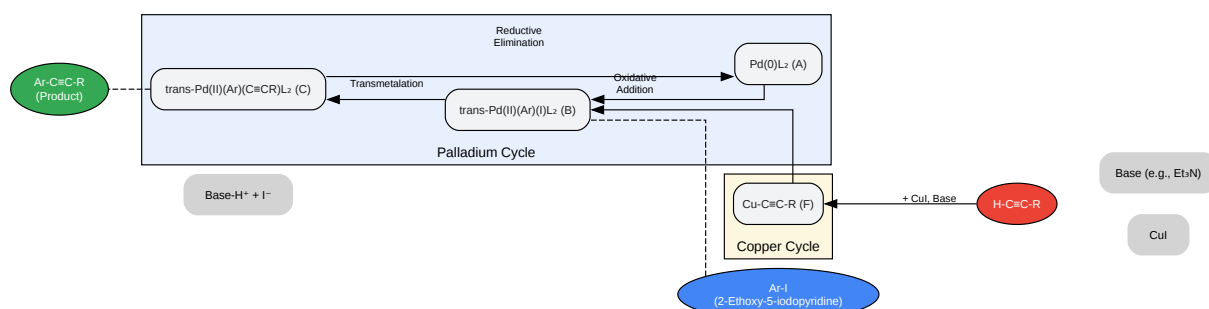 Reductive
Elimination
Pd(0)L₂ (A)
Ar-C≡C-R
(Product)
trans-Pd(II)(Ar)(C≡CR)L₂ (C)
Transmetalation
Oxidative
Addition
trans-Pd(II)(Ar)(I)L₂ (B)
Palladium Cycle
Base-H⁺ + I⁻
Base (e.g., Et₃N)
Cu-C≡C-R (F)
+ CuI, Base
H-C≡C-R
CuI
Copper Cycle
Ar-I
(2-Ethoxy-5-iodopyridine)